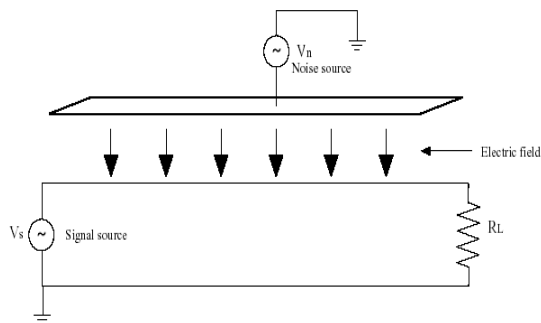 Vn
Noise source
Electric field
Vs
Signal source
RL